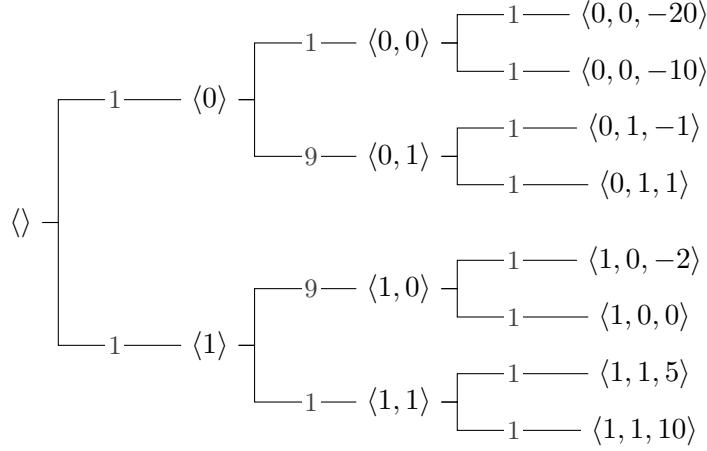 1 ⟨0, 0, −20⟩
1 ⟨0, 0⟩
1 ⟨0, 0, −10⟩
1 ⟨0⟩
1 ⟨0, 1, −1⟩
9 ⟨0, 1⟩
1 ⟨0, 1, 1⟩
⟨⟩
1 ⟨1, 0, −2⟩
9 ⟨1, 0⟩
1 ⟨1, 0, 0⟩
1 ⟨1⟩
1 ⟨1, 1, 5⟩
1 ⟨1, 1⟩
1 ⟨1, 1, 10⟩